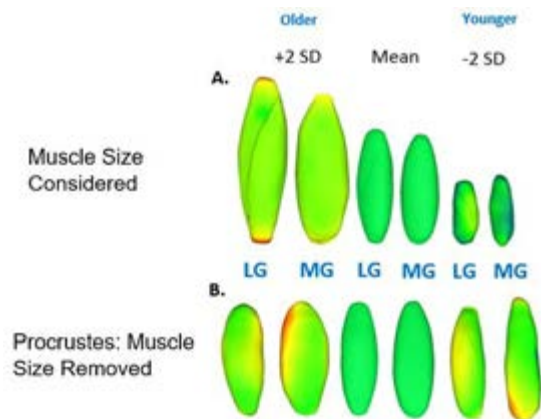 Older Younger
+2 SD Mean -2 SD
A.
Muscle Size
Considered
LG MG LG MG LG MG
B.
Procrustes: Muscle
Size Removed